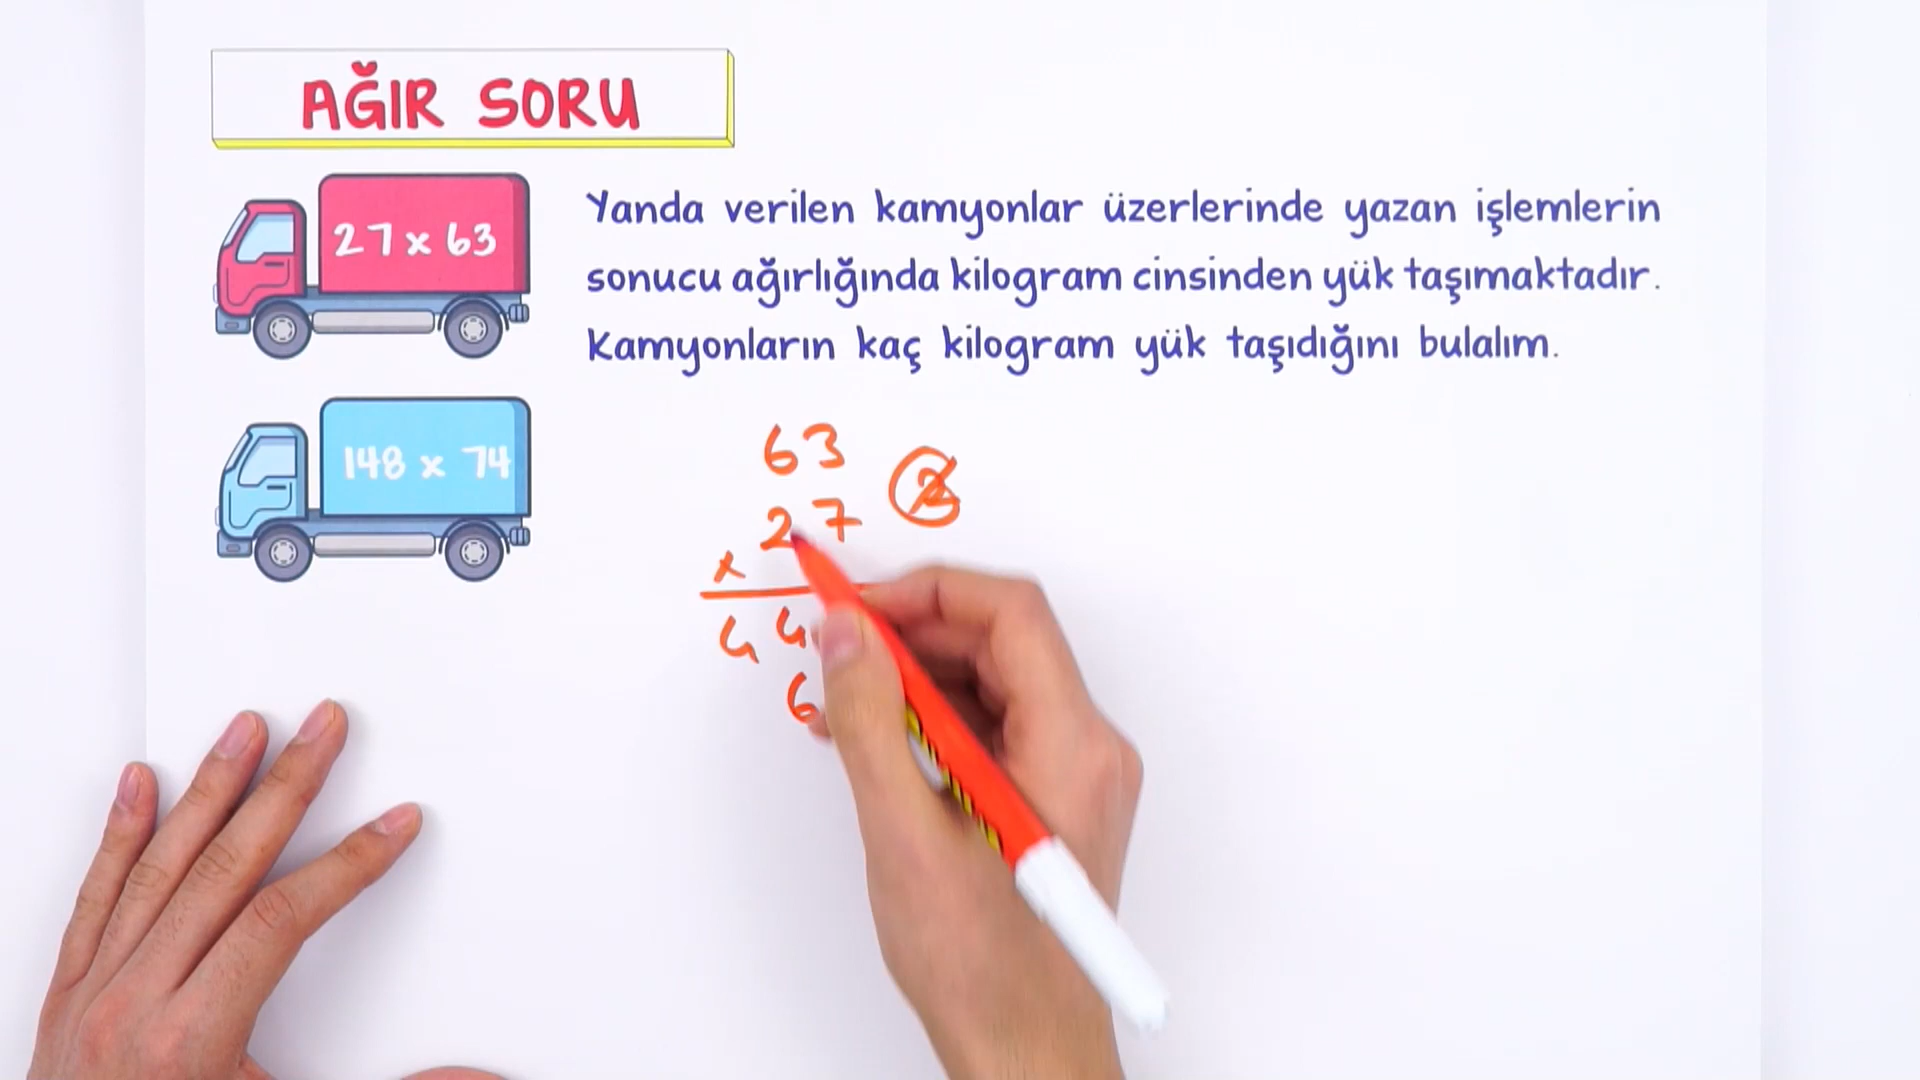 AĞIR SORU
27 x 63
Yanda verilen kamyonlar üzerlerinde yazan işlemlerin
sonucu ağırlığında kilogram cinsinden yük taşımaktadır.
Kamyonların kaç kilogram yük taşıdığını bulalım.
148 x 74
63
27
x
44
6